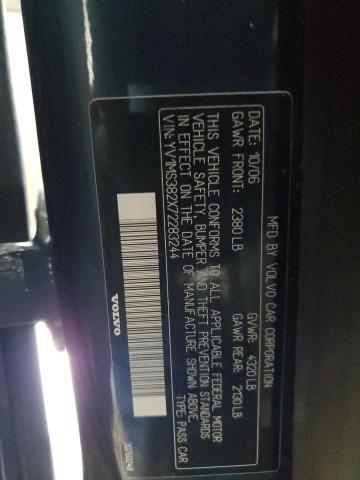 MFD BY VOLVO CAR CORPORATION
DATE: 10/06 GVWR: 4320 LB
GAWR FRONT: 2380 LB GAWR REAR: 2130 LB
THIS VEHICLE CONFORMS TO ALL APPLICABLE FEDERAL MOTOR
VEHICLE SAFETY, BUMPER AND THEFT PREVENTION STANDARDS
IN EFFECT ON THE DATE OF MANUFACTURE SHOWN ABOVE.
VIN: YV1MS382X72283244 TYPE: PASS CAR
VOLVO